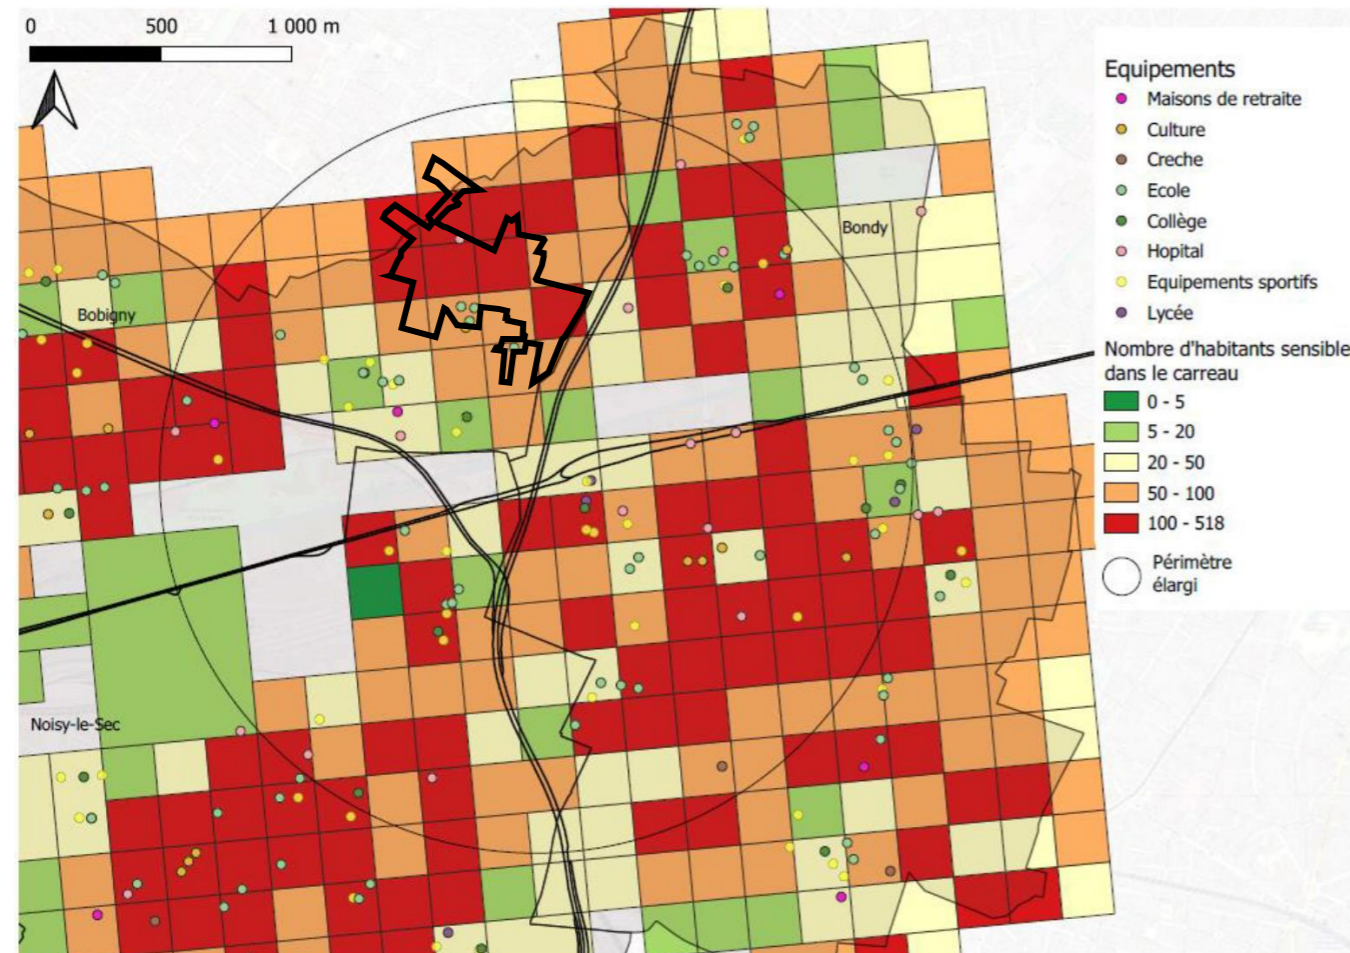 0 500 1 000 m
Equipements
Maisons de retraite
Culture
Creche
Ecole
Collège
Hopital
Equipements sportifs
Lycée
Nombre d'habitants sensible
dans le carreau
0 - 5
5 - 20
20 - 50
50 - 100
100 - 518
Périmètre
élargi
Bondy
Bobigny
Noisy-le-Sec